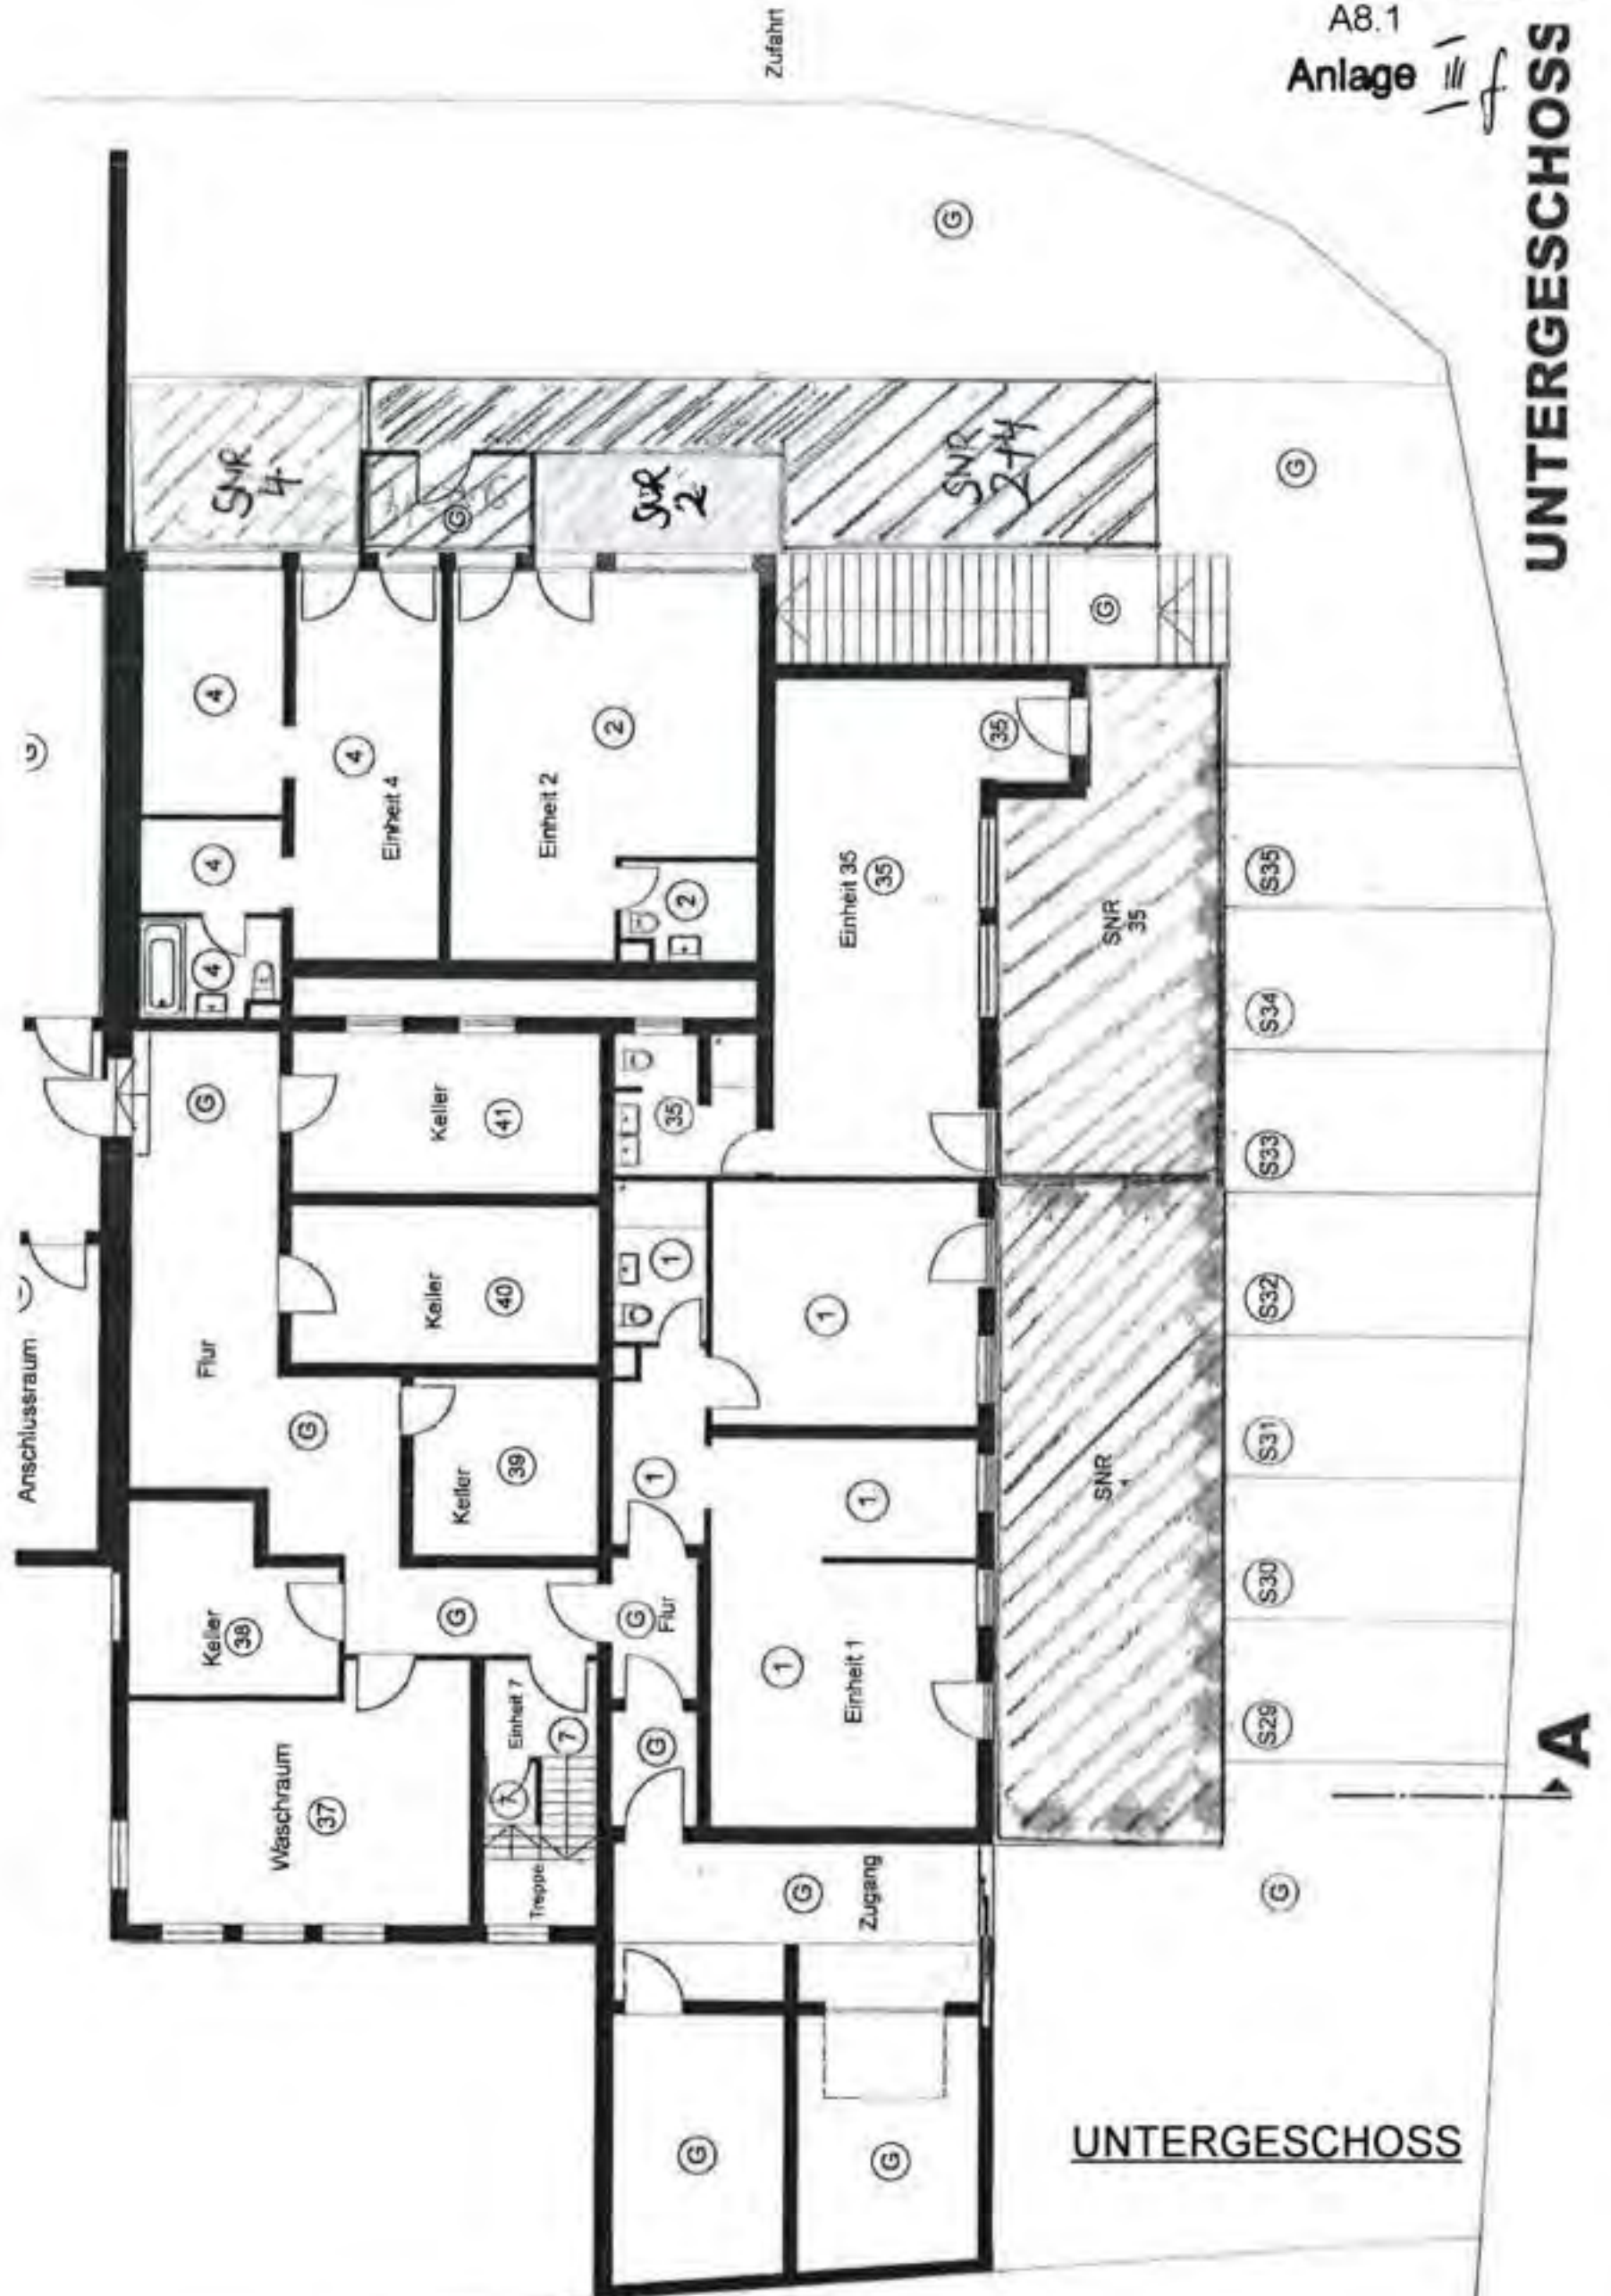 A8.1
Anlage
UNTERGESCHOSS
Zufahrt
G
SNR
4
G
SNR
2
SNR
2+4
G
G
G
4
4
Einheit 4
4
4
2
Einheit 2
2
35
Einheit 35
35
35
SNR
35
S35
S34
S33
S32
S31
S30
S29
Anschlussraum
G
Flur
G
Keller
41
Keller
40
Keller
39
Keller
38
G
G
Flur
G
Waschraum
37
Einheit 7
7
7
Treppe
1
1
1
1
1
Einheit 1
SNR
1
G
Zugang
G
G
G
A
UNTERGESCHOSS